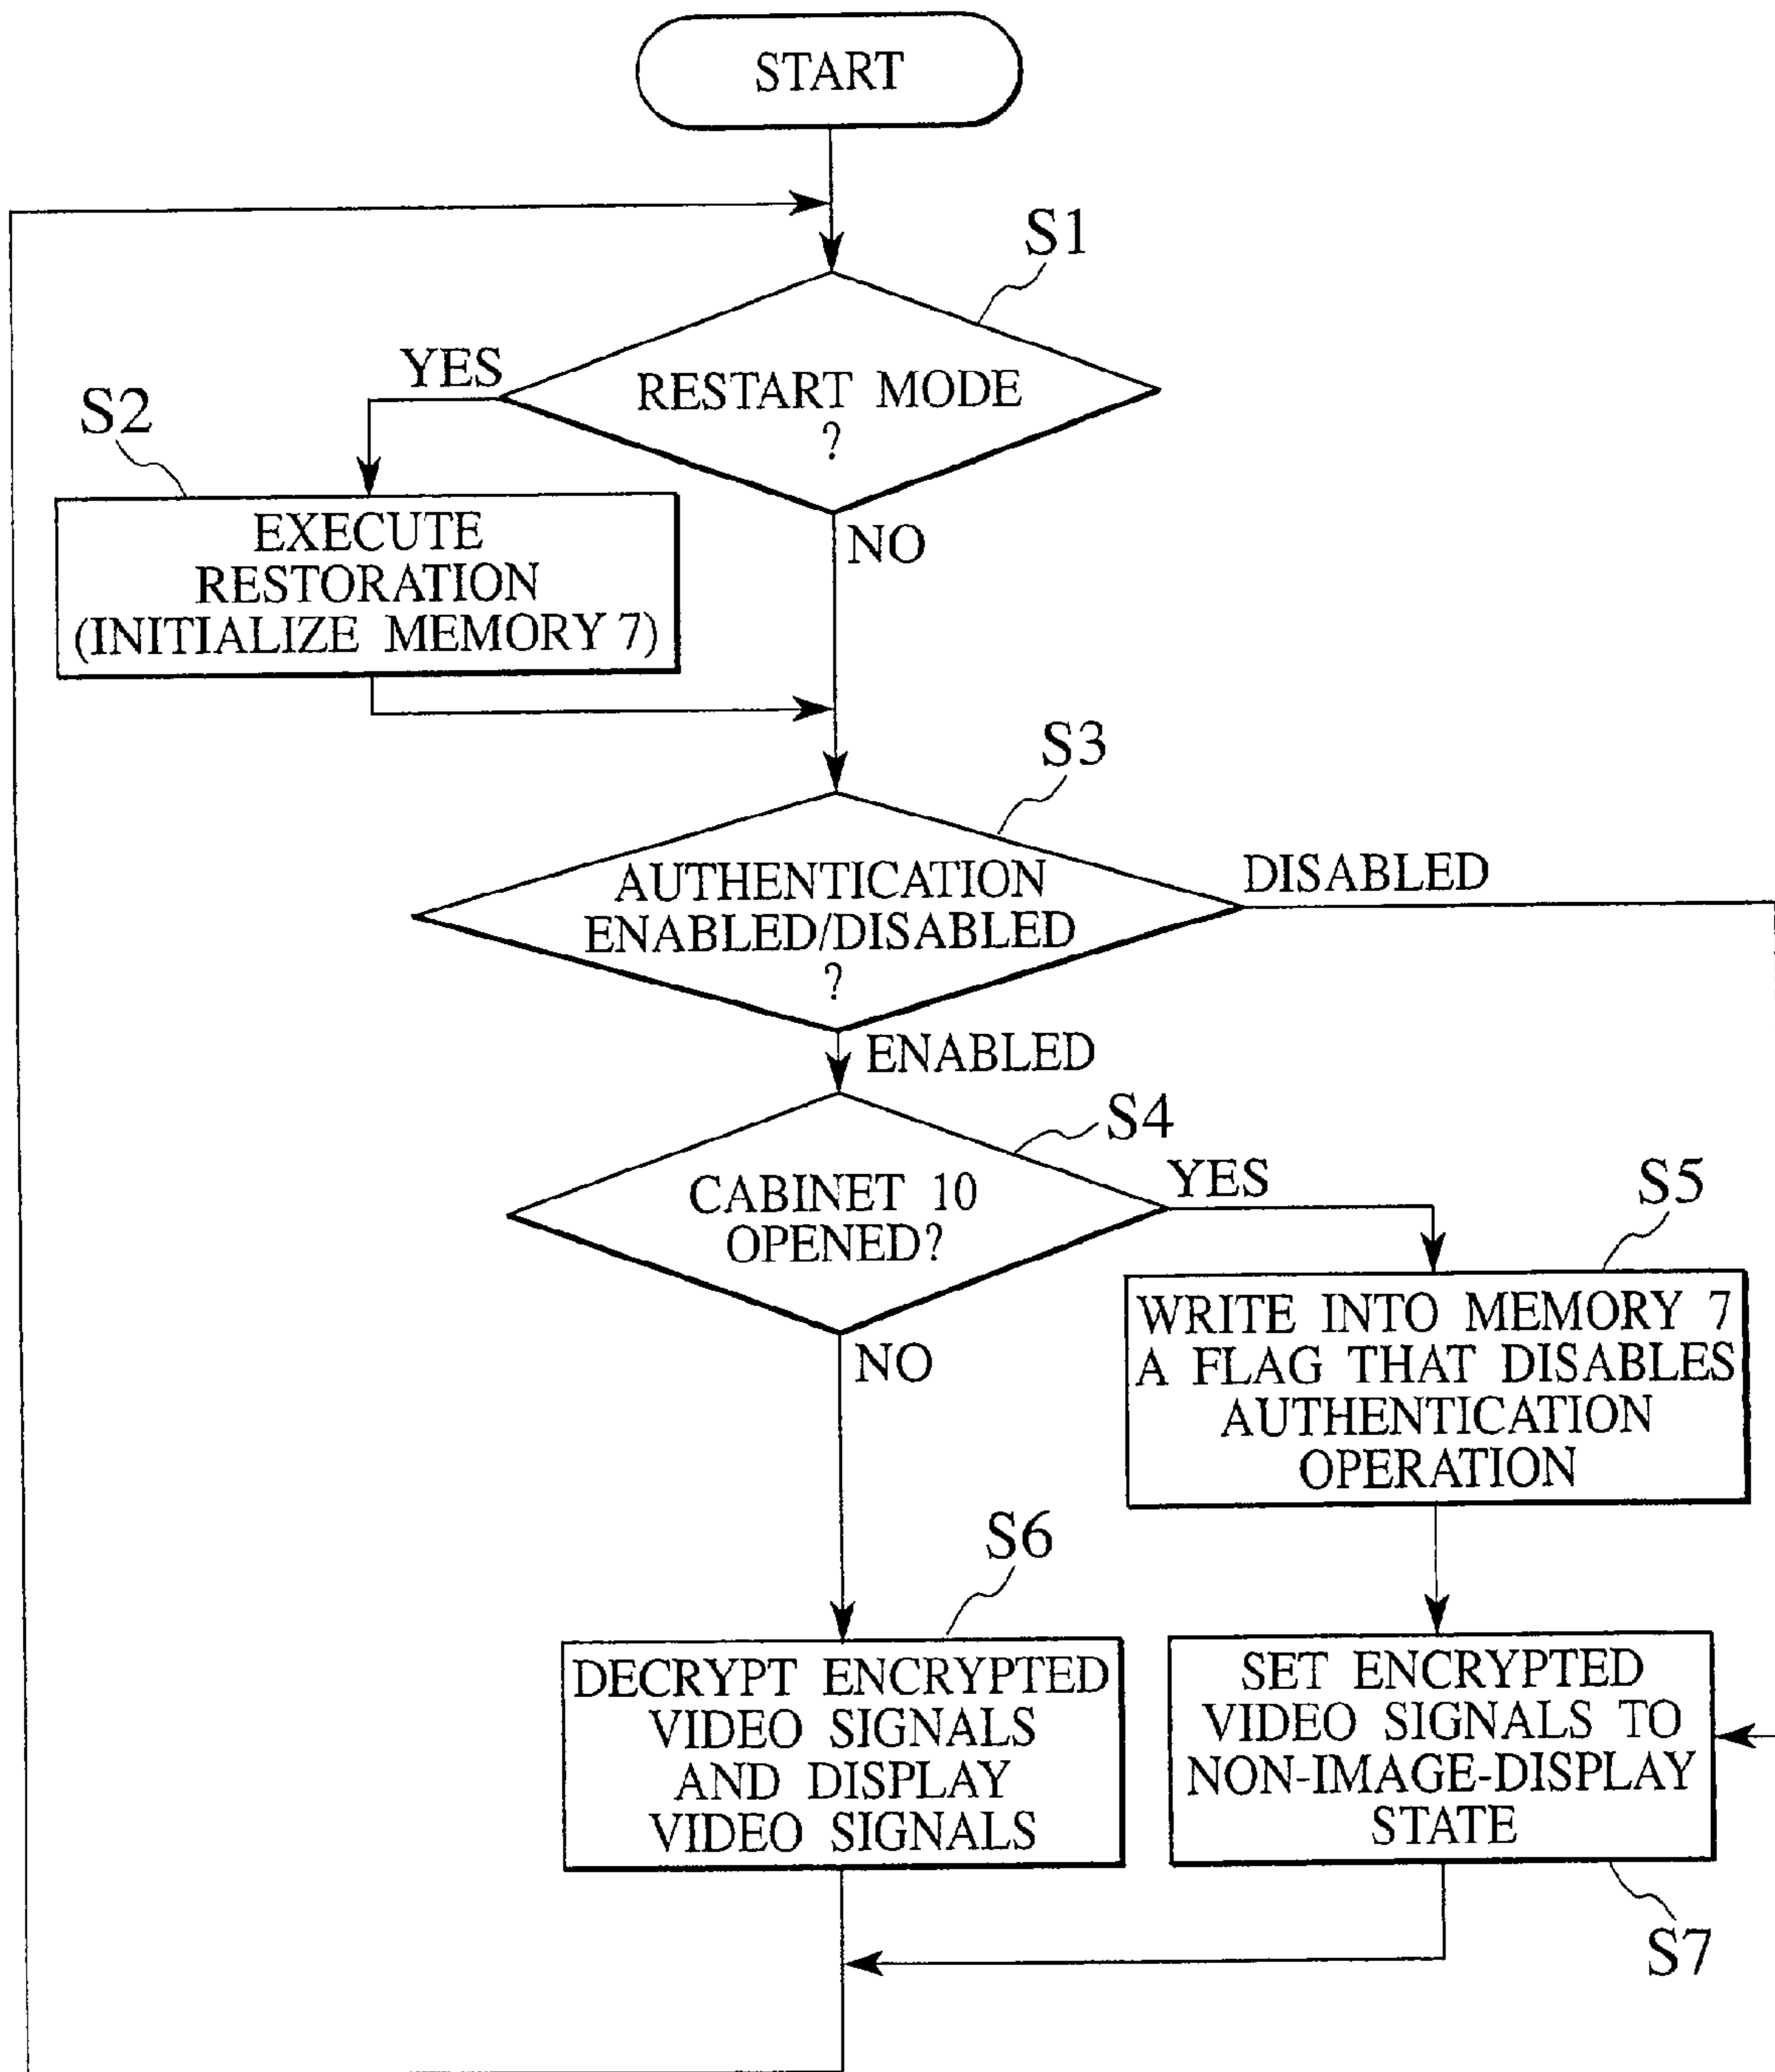 START
S1
RESTART MODE
?
YES
NO
S2
EXECUTE
RESTORATION
(INITIALIZE MEMORY 7)
S3
AUTHENTICATION
ENABLED/DISABLED
?
DISABLED
ENABLED
S4
CABINET 10
OPENED?
YES
NO
S5
WRITE INTO MEMORY 7
A FLAG THAT DISABLES
AUTHENTICATION
OPERATION
S6
DECRYPT ENCRYPTED
VIDEO SIGNALS
AND DISPLAY
VIDEO SIGNALS
SET ENCRYPTED
VIDEO SIGNALS TO
NON-IMAGE-DISPLAY
STATE
S7